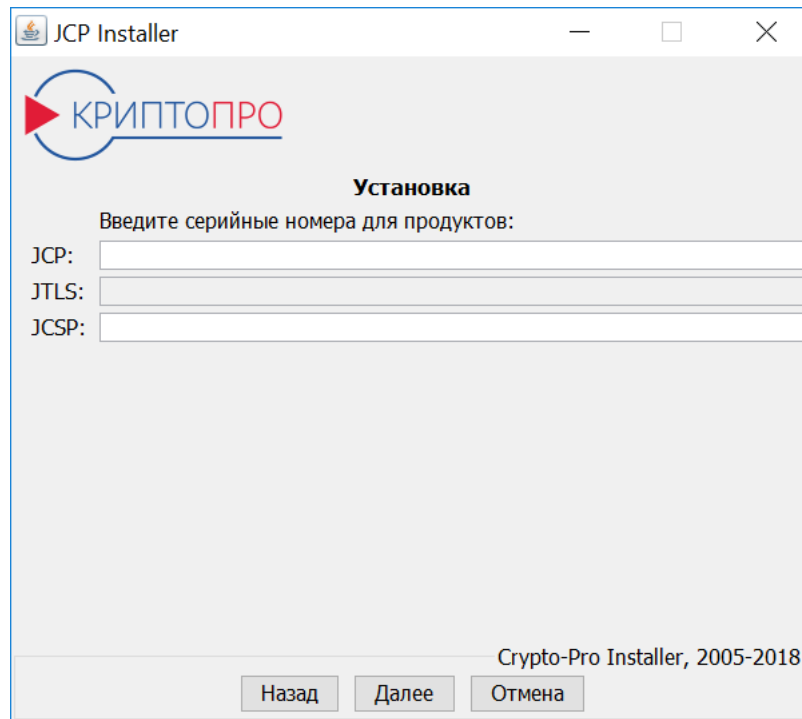 JCP Installer
КРИПТОПРО
Установка
Введите серийные номера для продуктов:
JCP:
JTLS:
JCSP:
Crypto-Pro Installer, 2005-2018
Назад Далее Отмена